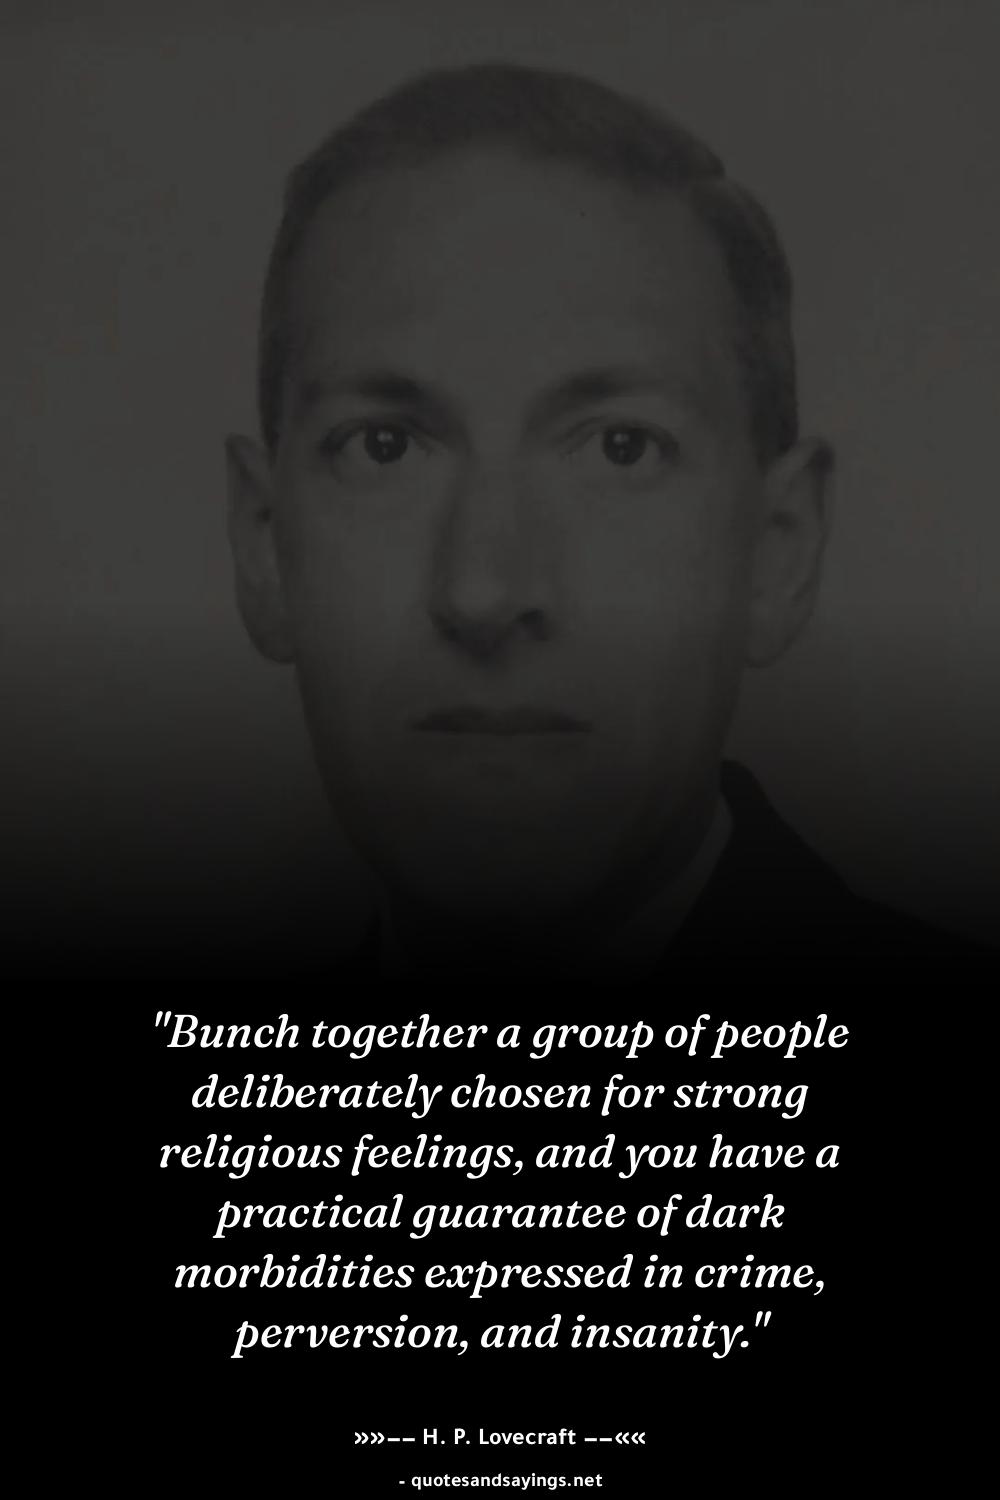 "Bunch together a group of people
deliberately chosen for strong
religious feelings, and you have a
practical guarantee of dark
morbidities expressed in crime,
perversion, and insanity."
»»–– H. P. Lovecraft ––««
- quotesandsayings.net